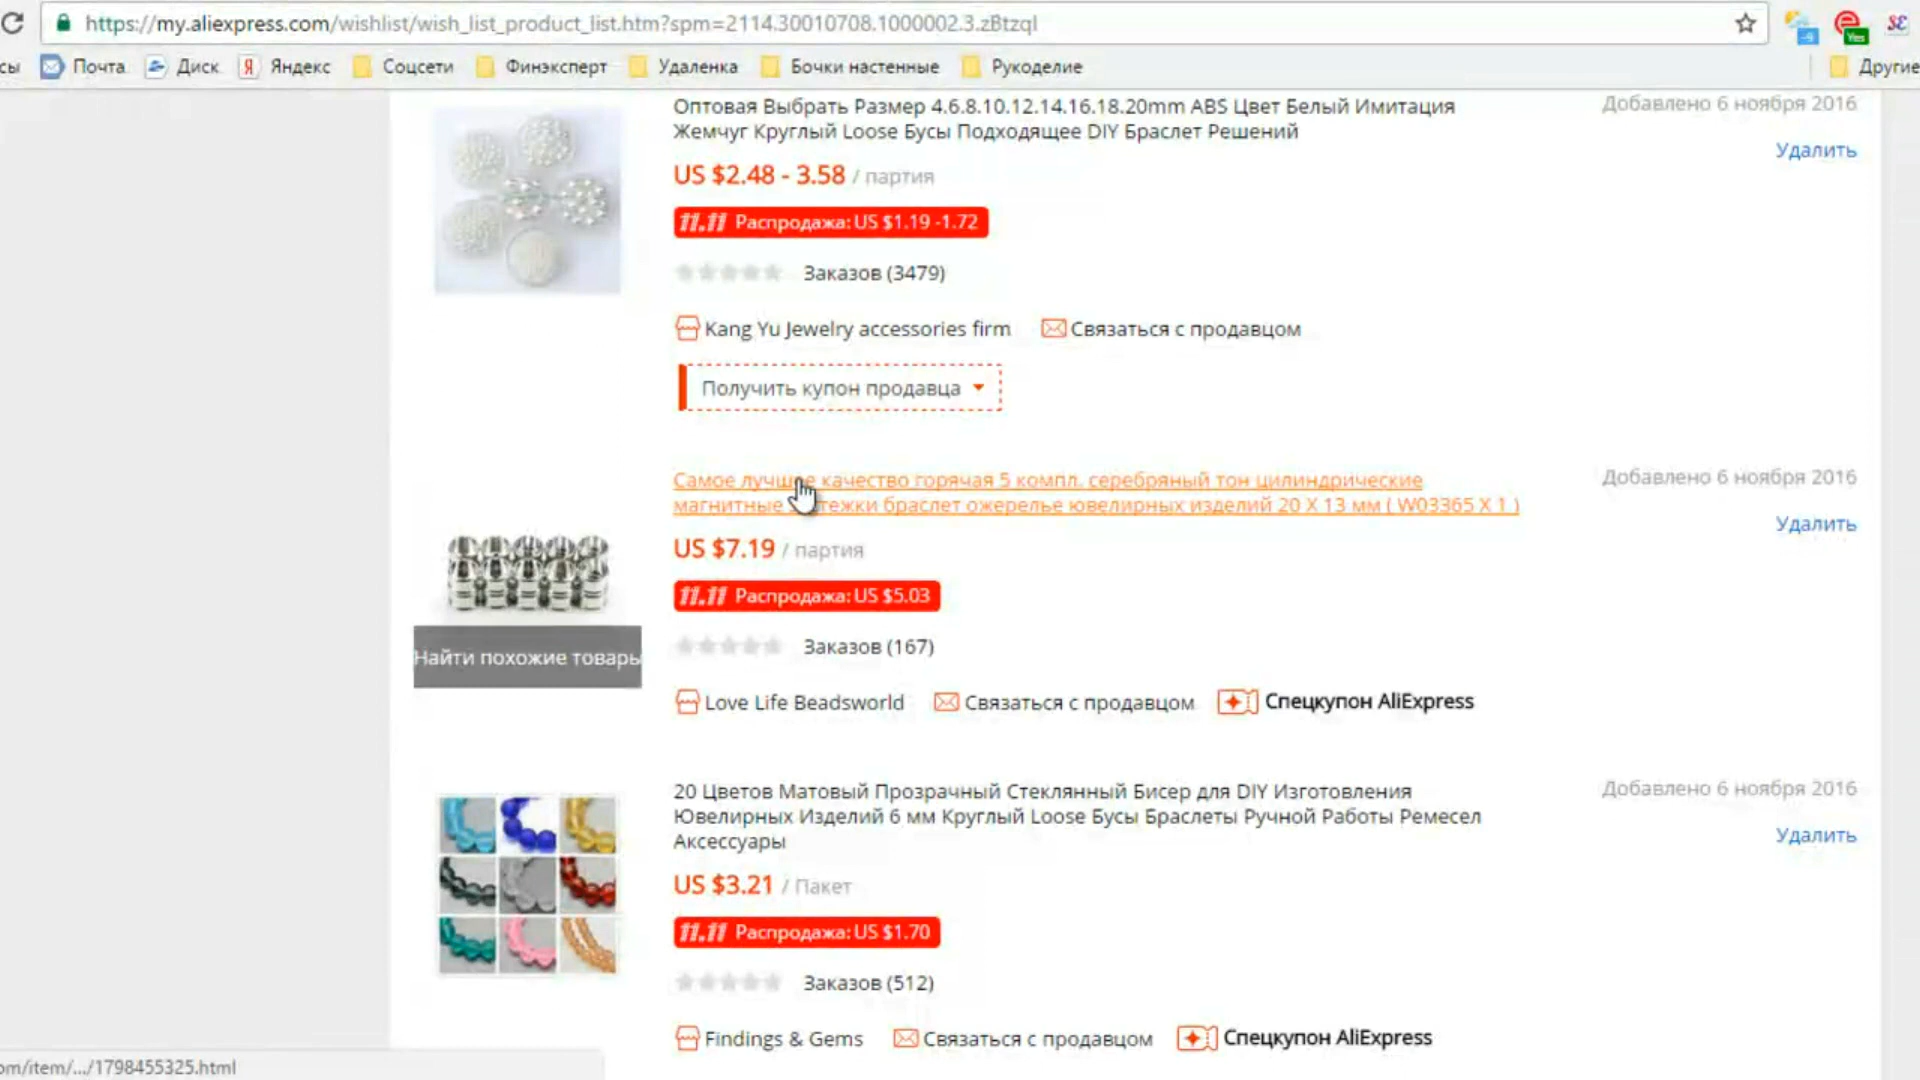 https://my.aliexpress.com/wishlist/wish_list_product_list.htm?spm=2114.30010708.1000002.3.zBtzqI
-9 Yes
сы Почта Диск Я Яндекс Соцсети Финэксперт Удаленка Бочки настенные Рукоделие Другие
Оптовая Выбрать Размер 4.6.8.10.12.14.16.18.20mm ABS Цвет Белый Имитация
Жемчуг Круглый Loose Бусы Подходящее DIY Браслет Решений
Добавлено 6 ноября 2016
Удалить
US $2.48 - 3.58 / партия
11.11 Распродажа: US $1.19 -1.72
Заказов (3479)
Kang Yu Jewelry accessories firm Связаться с продавцом
Получить купон продавца
Самое лучшее качество горячая 5 компл. серебряный тон цилиндрические
магнитные тежки браслет ожерелье ювелирных изделий 20 X 13 мм ( W03365 X 1 )
Добавлено 6 ноября 2016
Удалить
US $7.19 / партия
11.11 Распродажа: US $5.03
Заказов (167)
Найти похожие товары
Love Life Beadsworld Связаться с продавцом Спецкупон AliExpress
20 Цветов Матовый Прозрачный Стеклянный Бисер для DIY Изготовления
Ювелирных Изделий 6 мм Круглый Loose Бусы Браслеты Ручной Работы Ремесел
Аксессуары
Добавлено 6 ноября 2016
Удалить
US $3.21 / Пакет
11.11 Распродажа: US $1.70
Заказов (512)
Findings & Gems Связаться с продавцом Спецкупон AliExpress
om/item/.../1798455325.html